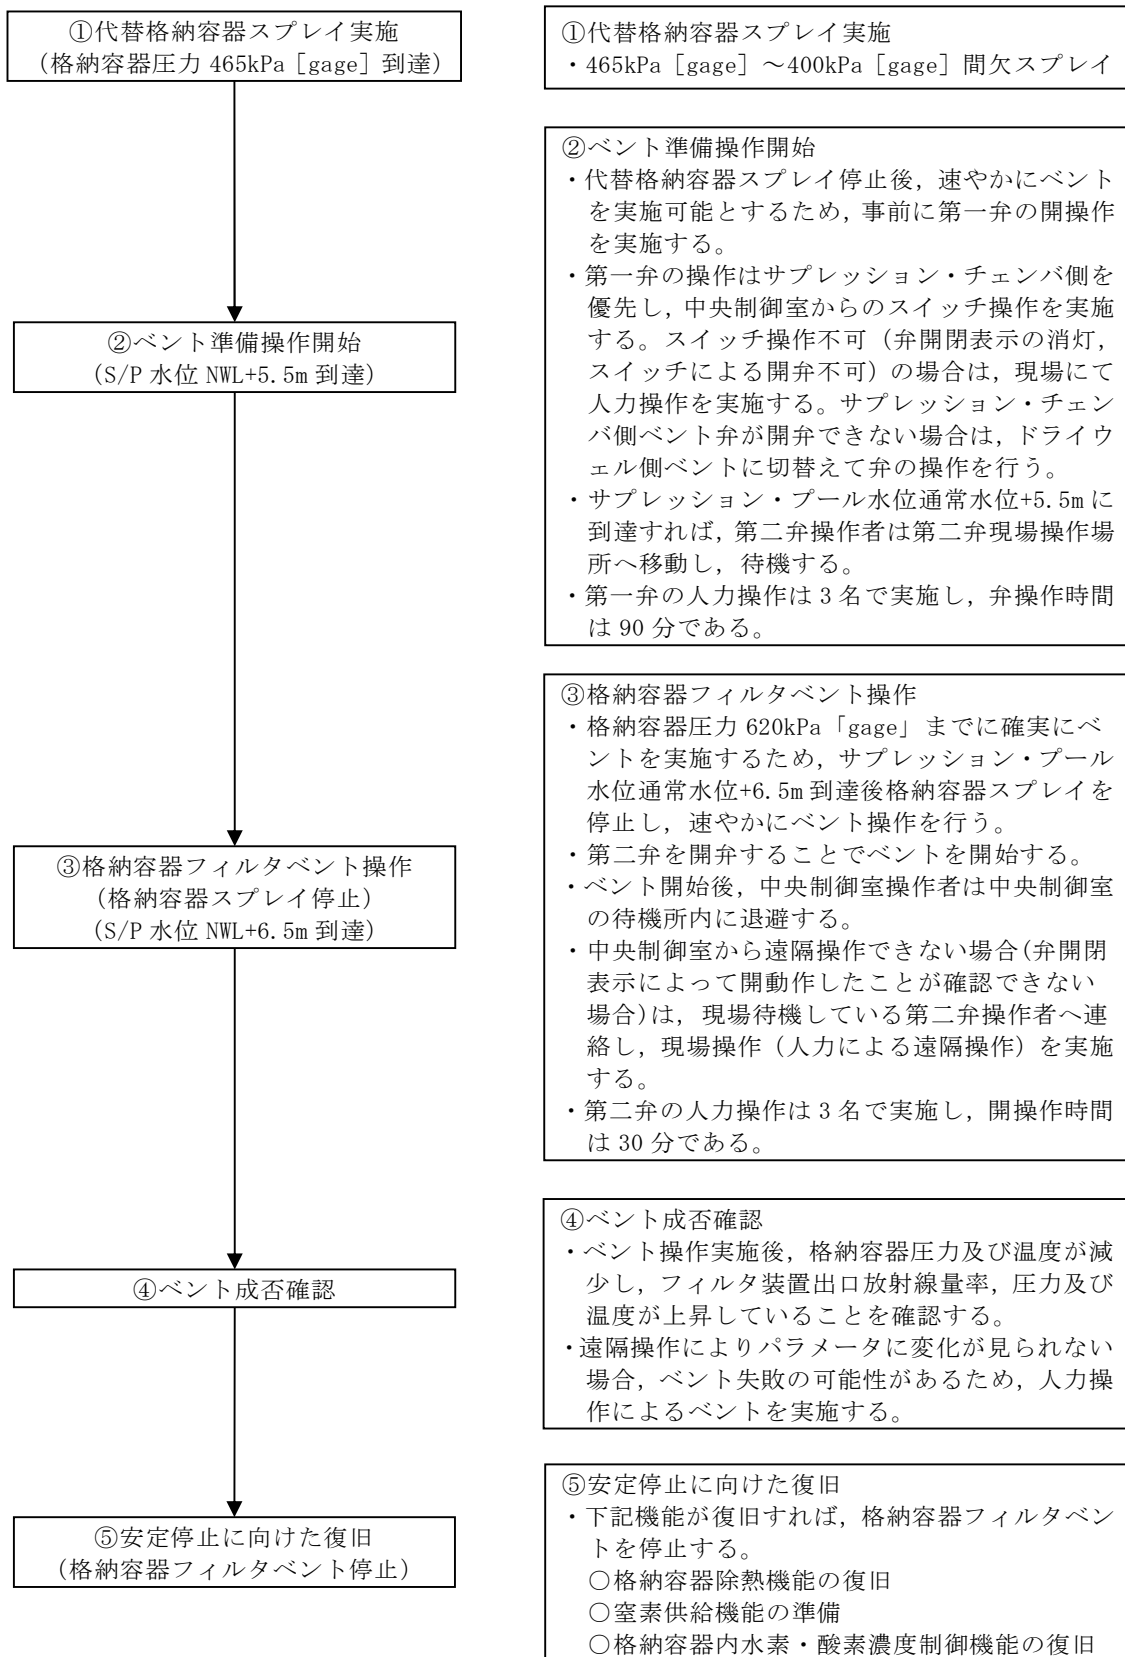 ①代替格納容器スプレイ実施
(格納容器圧力 465kPa［gage］到達)
②ベント準備操作開始
(S/P 水位 NWL+5.5m 到達)
③格納容器フィルタベント操作
(格納容器スプレイ停止)
(S/P 水位 NWL+6.5m 到達)
④ベント成否確認
⑤安定停止に向けた復旧
(格納容器フィルタベント停止)
①代替格納容器スプレイ実施
・465kPa［gage］～400kPa［gage］間欠スプレイ
②ベント準備操作開始
・代替格納容器スプレイ停止後，速やかにベント
を実施可能とするため，事前に第一弁の開操作
を実施する。
・第一弁の操作はサプレッション・チェンバ側を
優先し，中央制御室からのスイッチ操作を実施
する。スイッチ操作不可（弁開閉表示の消灯，
スイッチによる開弁不可）の場合は，現場にて
人力操作を実施する。サプレッション・チェン
バ側ベント弁が開弁できない場合は，ドライウ
ェル側ベントに切替えて弁の操作を行う。
・サプレッション・プール水位通常水位+5.5m に
到達すれば，第二弁操作者は第二弁現場操作場
所へ移動し，待機する。
・第一弁の人力操作は 3 名で実施し，弁操作時間
は 90 分である。
③格納容器フィルタベント操作
・格納容器圧力 620kPa「gage」までに確実にベ
ントを実施するため，サプレッション・プール
水位通常水位+6.5m 到達後格納容器スプレイを
停止し，速やかにベント操作を行う。
・第二弁を開弁することでベントを開始する。
・ベント開始後，中央制御室操作者は中央制御室
の待機所内に退避する。
・中央制御室から遠隔操作できない場合(弁開閉
表示によって開動作したことが確認できない
場合)は，現場待機している第二弁操作者へ連
絡し，現場操作（人力による遠隔操作）を実施
する。
・第二弁の人力操作は 3 名で実施し，開操作時間
は 30 分である。
④ベント成否確認
・ベント操作実施後，格納容器圧力及び温度が減
少し，フィルタ装置出口放射線量率，圧力及び
温度が上昇していることを確認する。
・遠隔操作によりパラメータに変化が見られない
場合，ベント失敗の可能性があるため，人力操
作によるベントを実施する。
⑤安定停止に向けた復旧
・下記機能が復旧すれば，格納容器フィルタベン
トを停止する。
○格納容器除熱機能の復旧
○窒素供給機能の準備
○格納容器内水素・酸素濃度制御機能の復旧